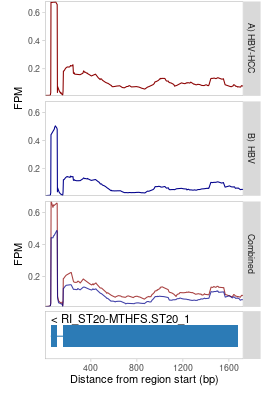 0.6
0.4
0.2
FPM
A) HBV-HCC
0.6
0.4
0.2
B) HBV
0.6
0.4
0.2
FPM
Combined
< RI_ST20-MTHFS.ST20_1
400 800 1200 1600
Distance from region start (bp)